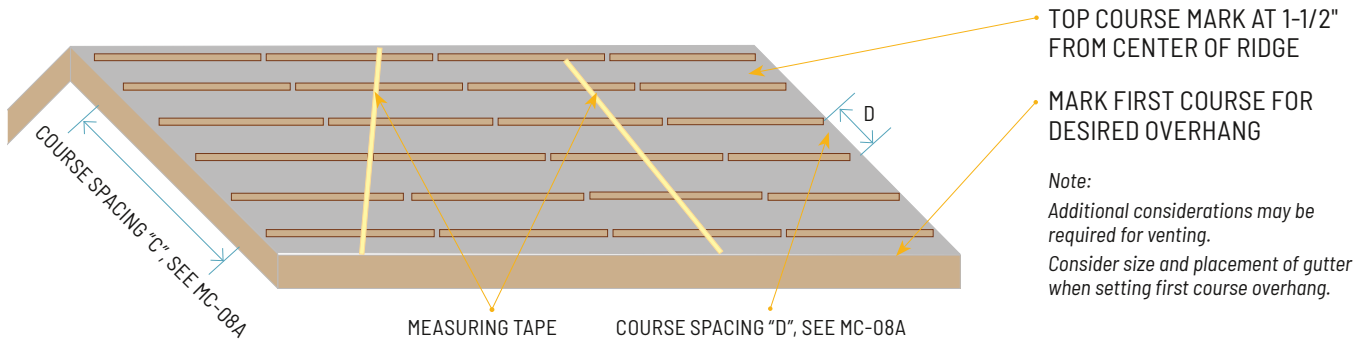 TOP COURSE MARK AT 1-1/2"
FROM CENTER OF RIDGE
MARK FIRST COURSE FOR
DESIRED OVERHANG
D
Note:
Additional considerations may be
required for venting.
Consider size and placement of gutter
when setting first course overhang.
COURSE SPACING “C”, SEE MC-08A
MEASURING TAPE
COURSE SPACING “D”, SEE MC-08A